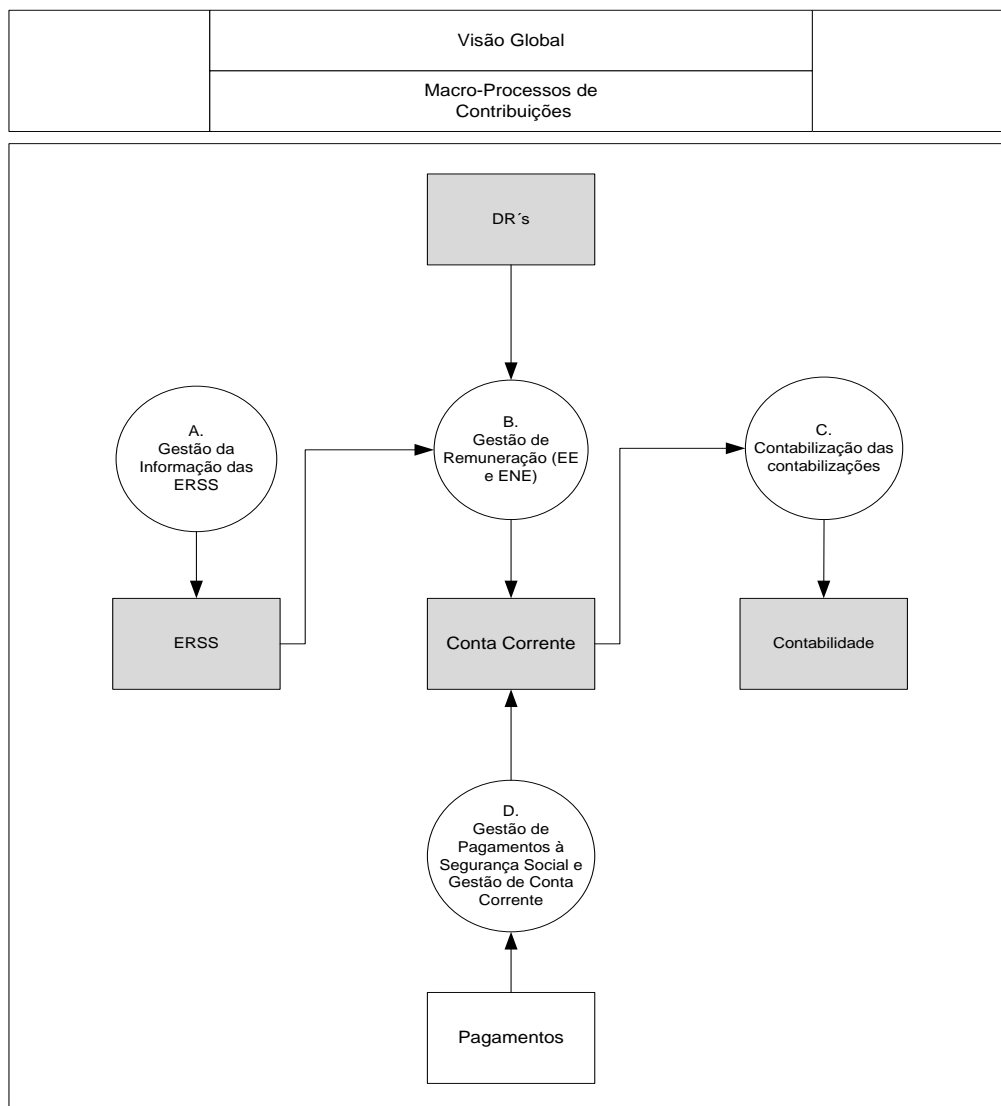 Visão Global
Macro-Processos de
Contribuições
DR´s
A.
Gestão da
Informação das
ERSS
B.
Gestão de
Remuneração (EE
e ENE)
C.
Contabilização das
contabilizações
ERSS
Conta Corrente
Contabilidade
D.
Gestão de
Pagamentos à
Segurança Social e
Gestão de Conta
Corrente
Pagamentos